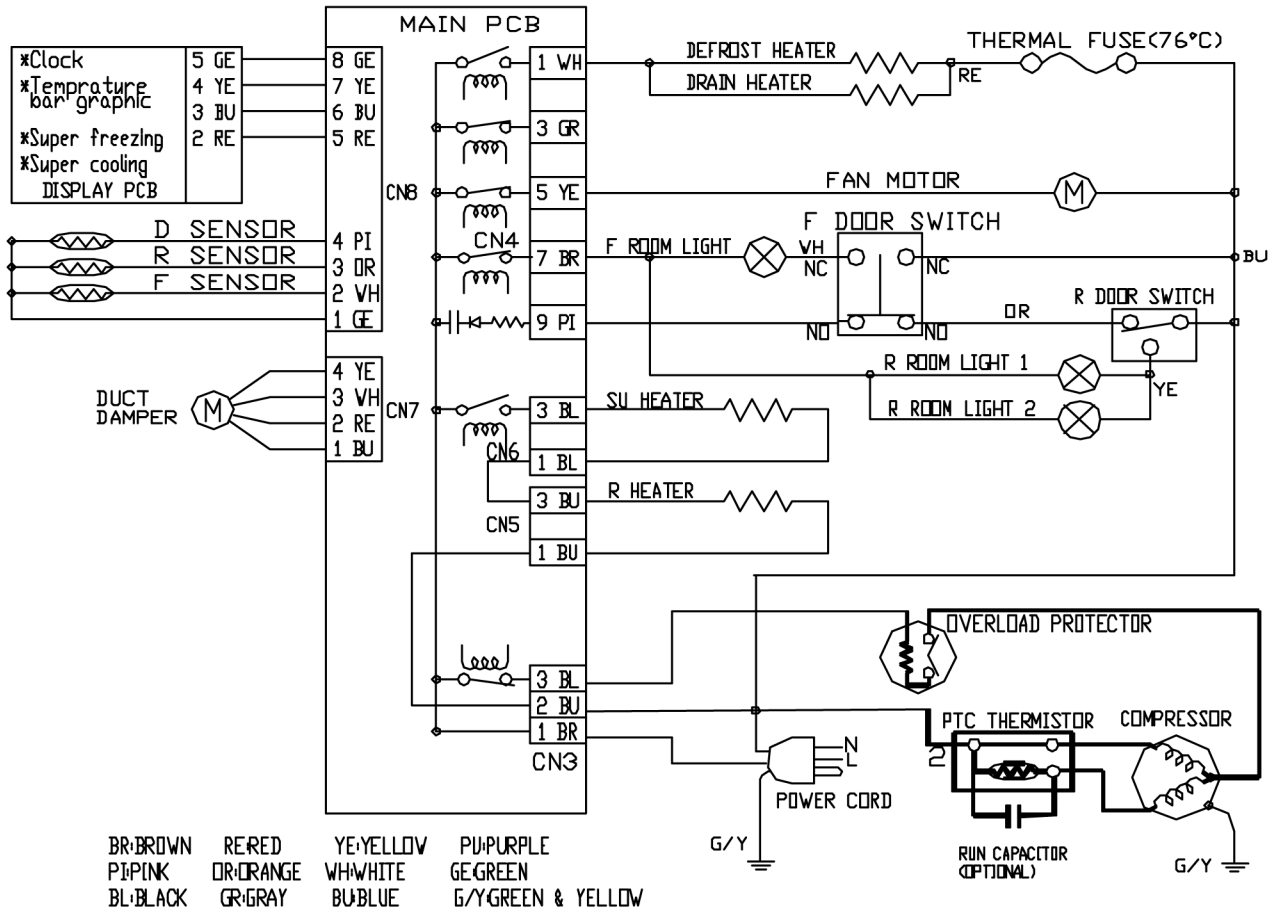 MAIN PCB
*Clock
*Temprature
bar graphic
*Super freezing
*Super cooling
DISPLAY PCB
5 GE
4 YE
3 BU
2 RE
8 GE
7 YE
6 BU
5 RE
CN8
D SENSOR
R SENSOR
F SENSOR
4 PI
3 OR
2 WH
1 GE
DUCT
DAMPER
M
4 YE
3 WH
2 RE
1 BU
CN7
1 WH
3 GR
5 YE
CN4
7 BR
9 PI
3 BL
CN6
1 BL
3 BU
CN5
1 BU
3 BL
2 BU
1 BR
CN3
DEFROST HEATER
DRAIN HEATER
RE
THERMAL FUSE(76°C)
FAN MOTOR
M
F DOOR SWITCH
F ROOM LIGHT
WH
NC
NC
BU
NO
NO
OR
R DOOR SWITCH
R ROOM LIGHT 1
YE
R ROOM LIGHT 2
SU HEATER
R HEATER
OVERLOAD PROTECTOR
PTC THERMISTOR
COMPRESSOR
2
N
L
POWER CORD
G/Y
RUN CAPACITOR
(OPTIONAL)
G/Y
BR:BROWN RE:RED YE:YELLOW PU:PURPLE
PI:PINK OR:ORANGE WH:WHITE GE:GREEN
BL:BLACK GR:GRAY BU:BLUE G/Y:GREEN & YELLOW